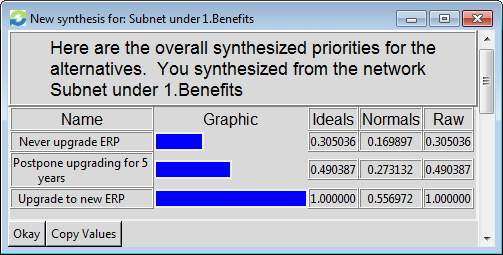 New synthesis for: Subnet under 1.Benefits
Here are the overall synthesized priorities for the
alternatives.  You synthesized from the network
Subnet under 1.Benefits
Name Graphic Ideals Normals Raw
Never upgrade ERP 0.305036 0.169897 0.305036
Postpone upgrading for 5
years 0.490387 0.273132 0.490387
Upgrade to new ERP 1.000000 0.556972 1.000000
Okay Copy Values